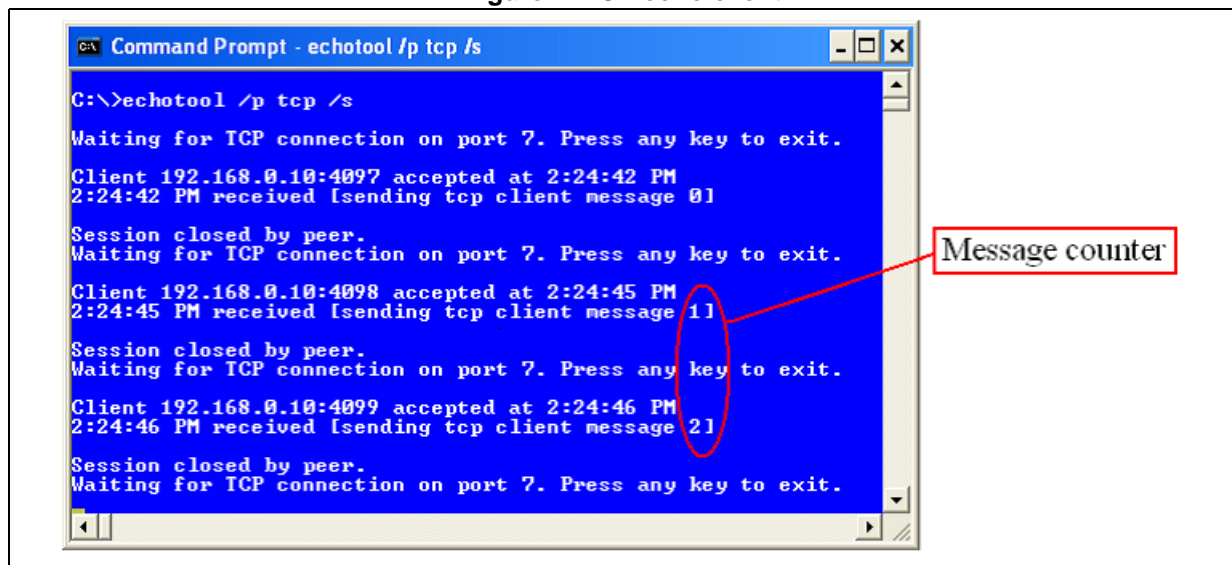 Command Prompt - echotool /p tcp /s
C:\>echotool /p tcp /s
Waiting for TCP connection on port 7. Press any key to exit.
Client 192.168.0.10:4097 accepted at 2:24:42 PM
2:24:42 PM received [sending tcp client message 0]
Session closed by peer.
Waiting for TCP connection on port 7. Press any key to exit.
Client 192.168.0.10:4098 accepted at 2:24:45 PM
2:24:45 PM received [sending tcp client message 1]
Session closed by peer.
Waiting for TCP connection on port 7. Press any key to exit.
Client 192.168.0.10:4099 accepted at 2:24:46 PM
2:24:46 PM received [sending tcp client message 2]
Session closed by peer.
Waiting for TCP connection on port 7. Press any key to exit.
Message counter